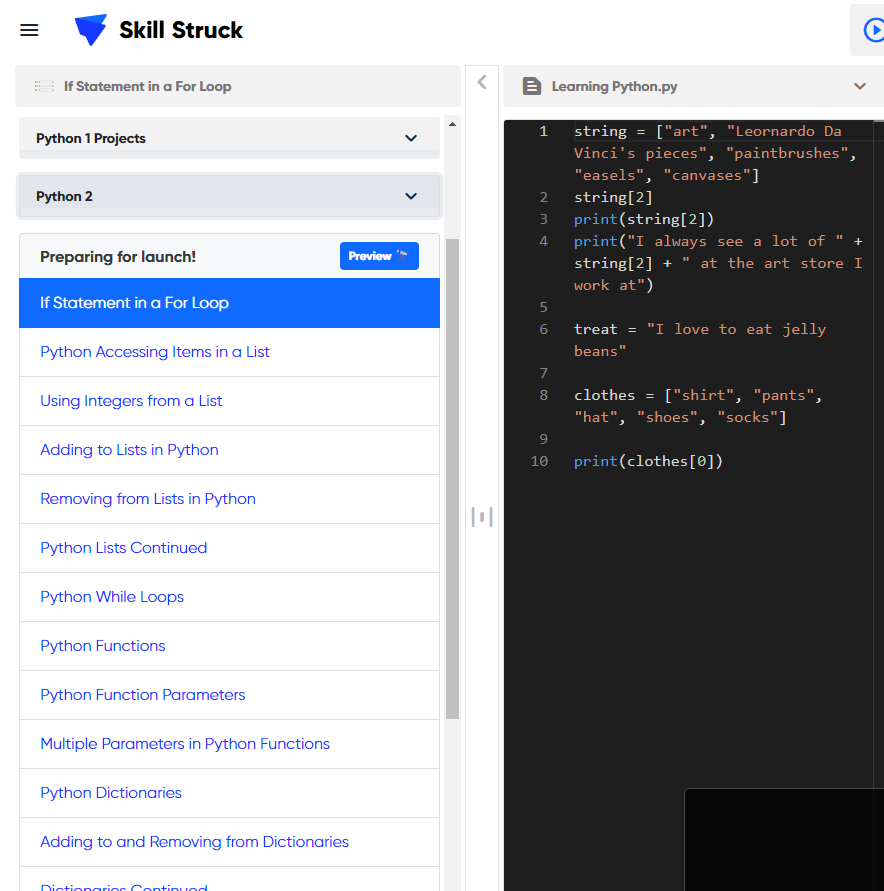 Skill Struck
If Statement in a For Loop
Python 1 Projects
Python 2
Preparing for launch!
Preview
If Statement in a For Loop
Python Accessing Items in a List
Using Integers from a List
Adding to Lists in Python
Removing from Lists in Python
Python Lists Continued
Python While Loops
Python Functions
Python Function Parameters
Multiple Parameters in Python Functions
Python Dictionaries
Adding to and Removing from Dictionaries
Dictionaries Continued
Learning Python.py
1 string = ["art", "Leornardo Da
Vinci's pieces", "paintbrushes",
"easels", "canvases"]
2 string[2]
3 print(string[2])
4 print("I always see a lot of " +
string[2] + " at the art store I
work at")
5
6 treat = "I love to eat jelly
beans"
7
8 clothes = ["shirt", "pants",
"hat", "shoes", "socks"]
9
10 print(clothes[0])